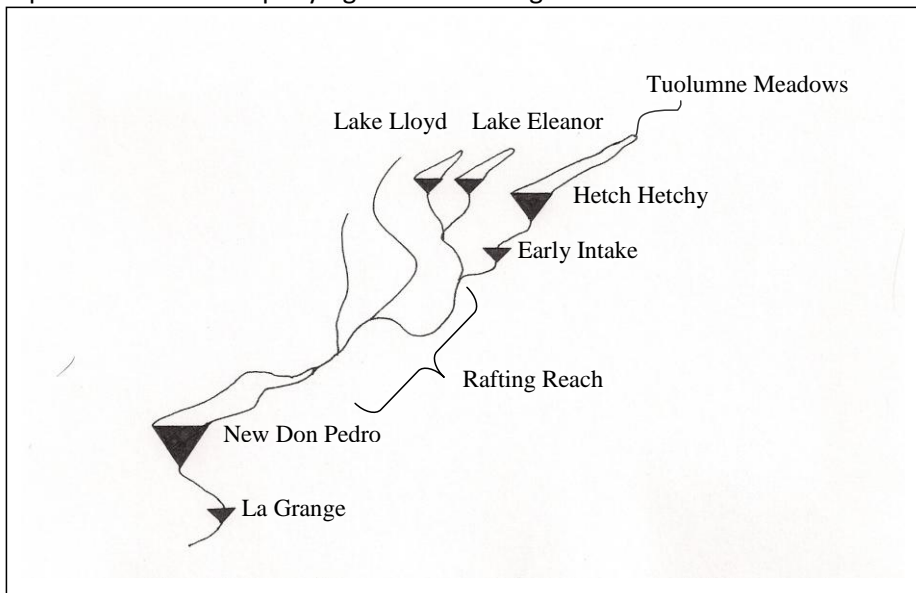 Tuolumne Meadows
Lake Lloyd
Lake Eleanor
Hetch Hetchy
Early Intake
Rafting Reach
New Don Pedro
La Grange